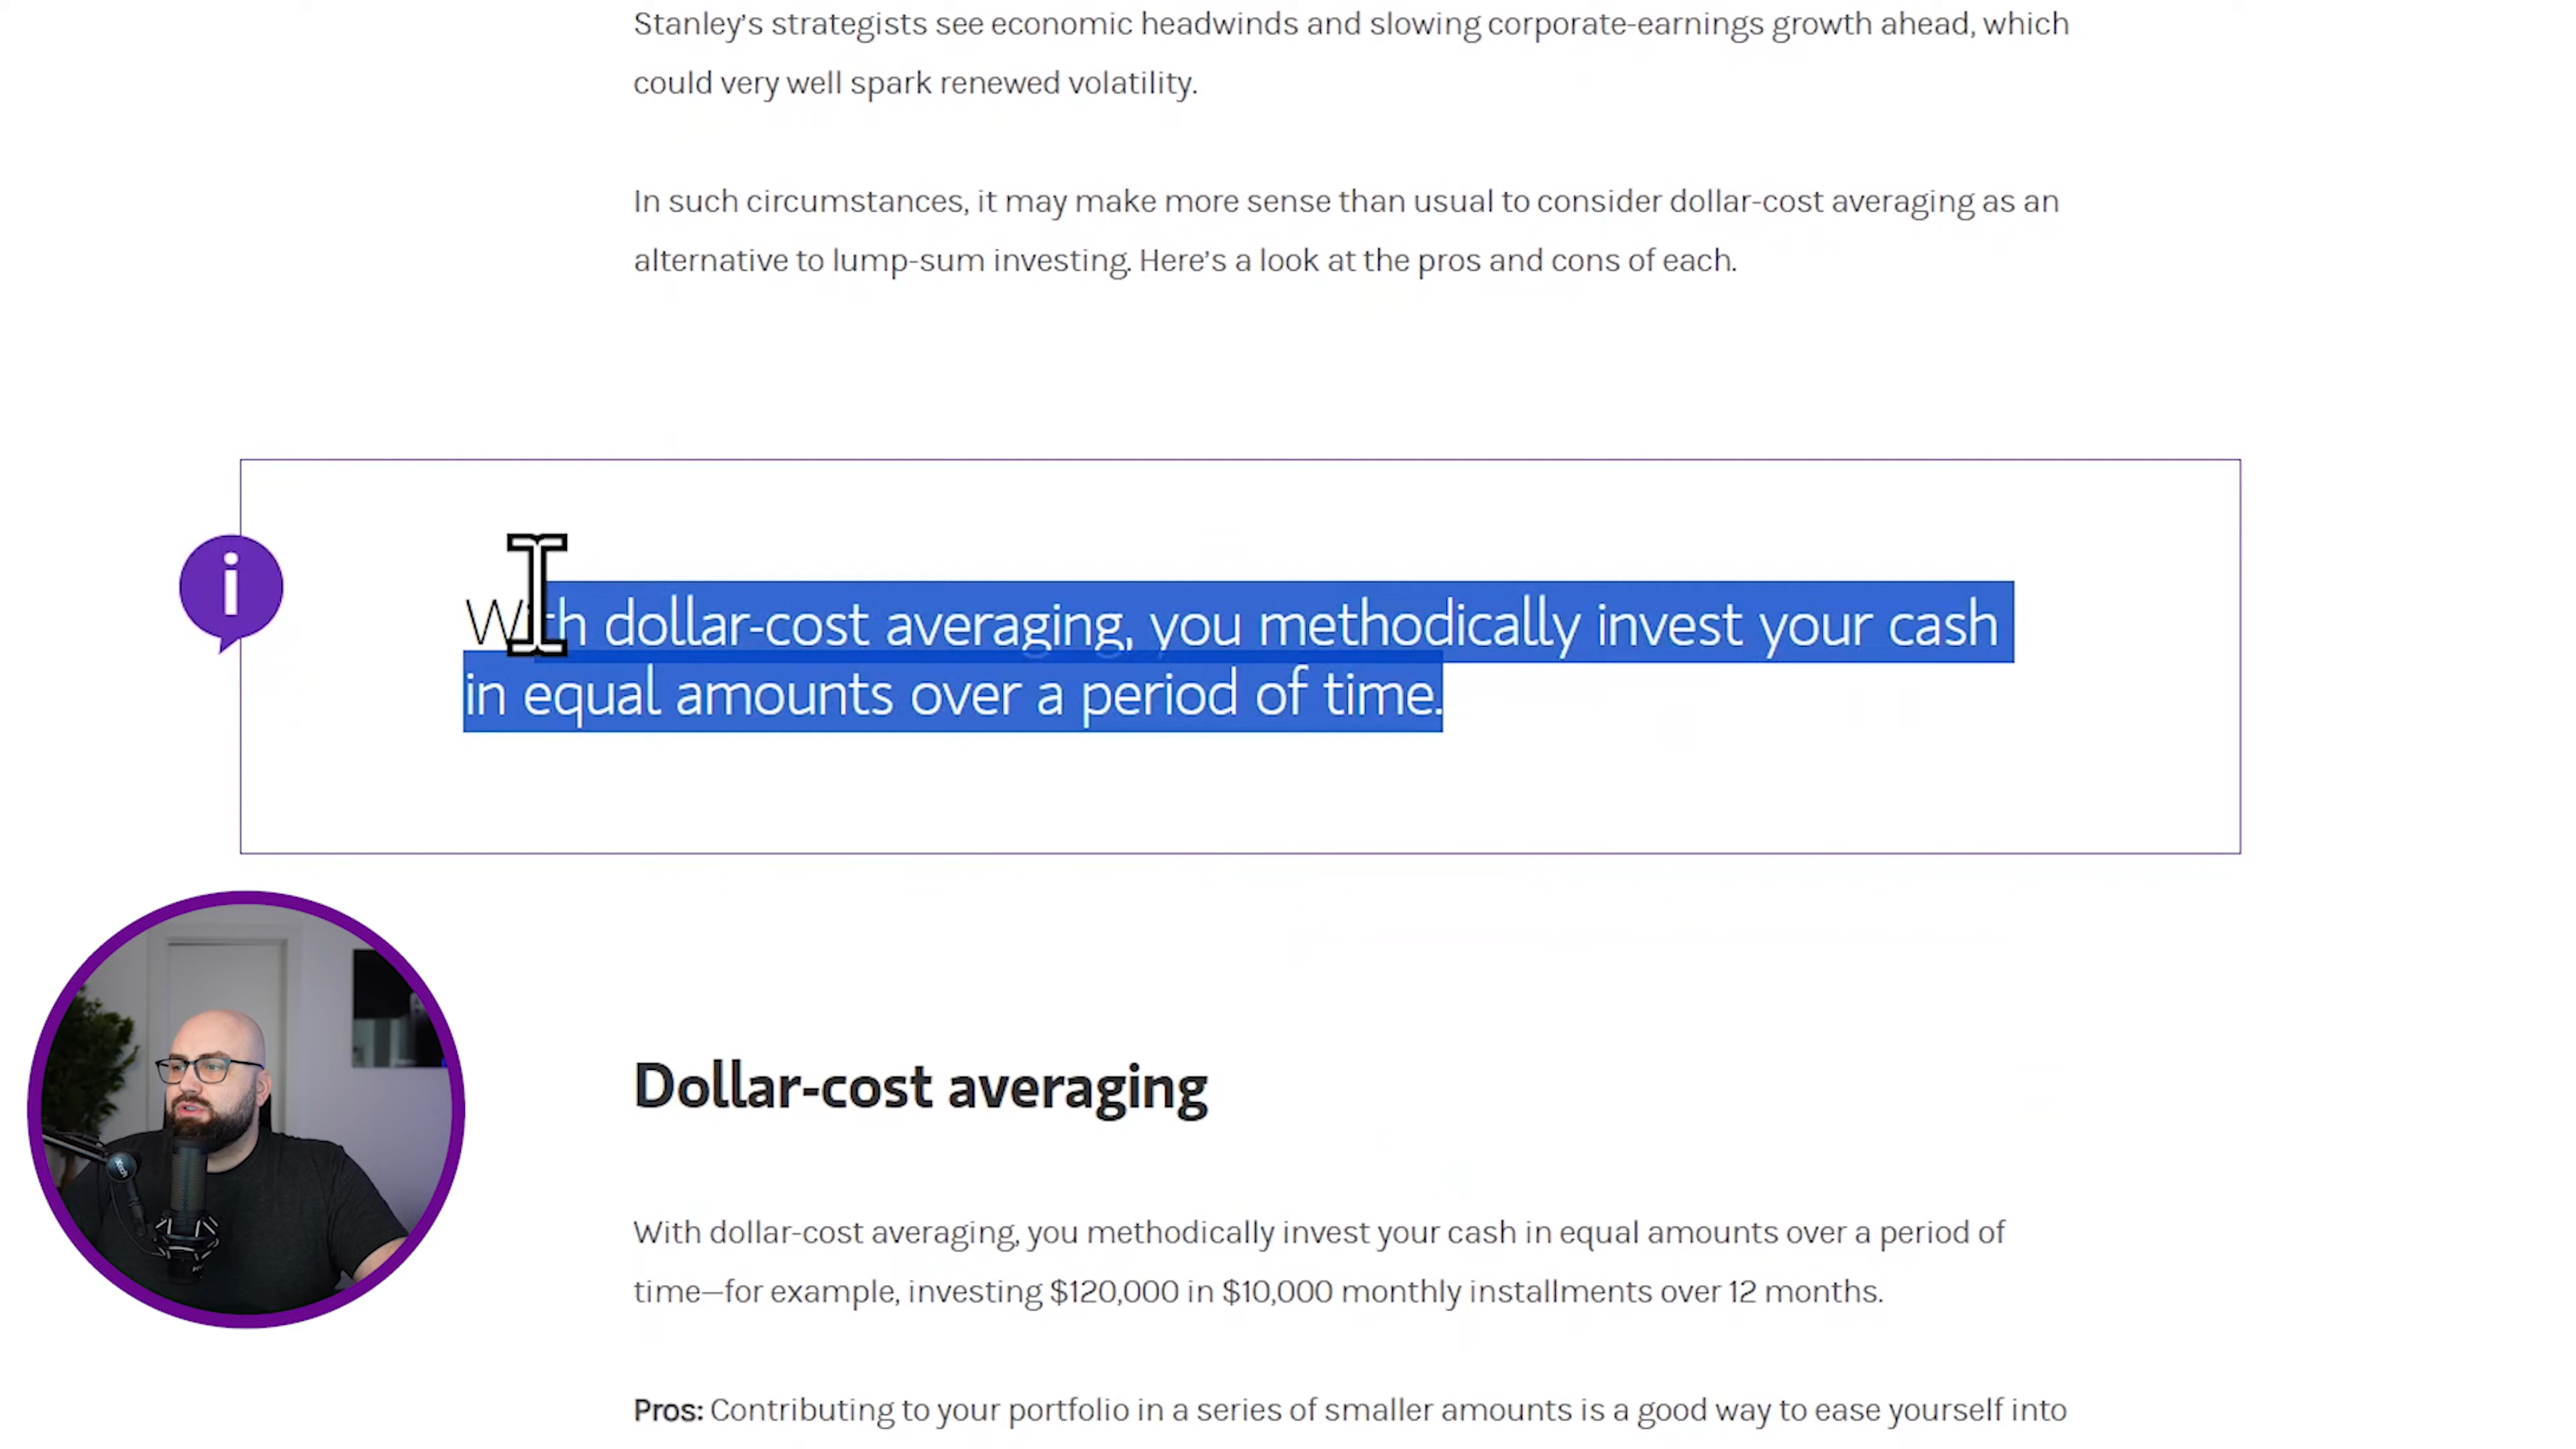 Stanley's strategists see economic headwinds and slowing corporate-earnings growth ahead, which
could very well spark renewed volatility.
In such circumstances, it may make more sense than usual to consider dollar-cost averaging as an
alternative to lump-sum investing. Here's a look at the pros and cons of each.
i
With dollar-cost averaging, you methodically invest your cash
in equal amounts over a period of time.
Dollar-cost averaging
With dollar-cost averaging, you methodically invest your cash in equal amounts over a period of
time—for example, investing $120,000 in $10,000 monthly installments over 12 months.
Pros: Contributing to your portfolio in a series of smaller amounts is a good way to ease yourself into